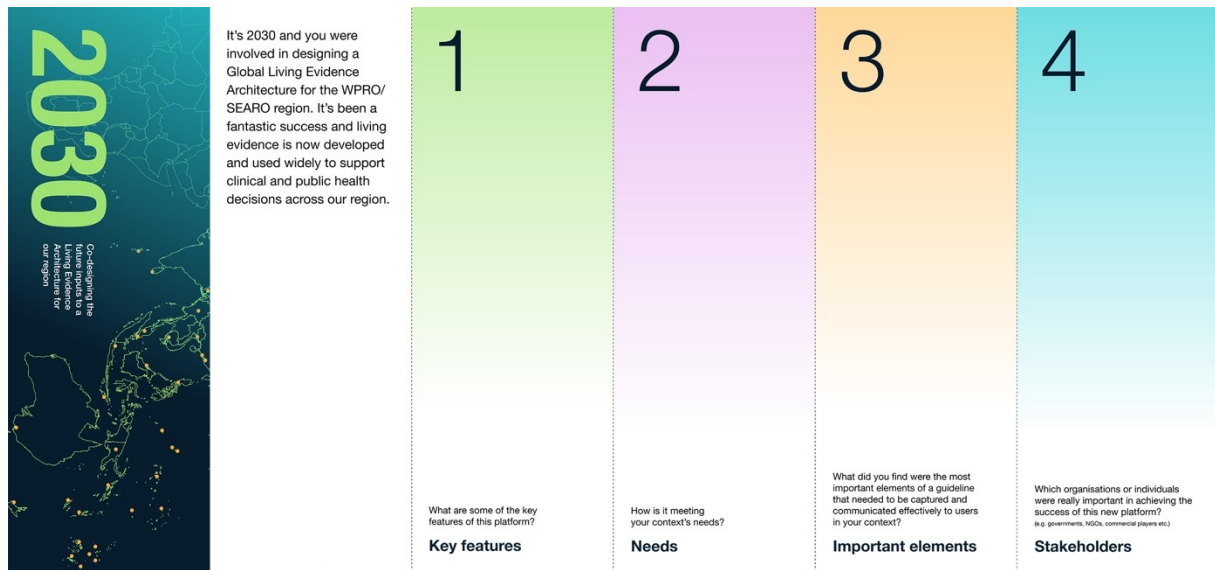 2030
Co-designing the
future inputs to a
Living Evidence
Architecture for
our region
It's 2030 and you were
involved in designing a
Global Living Evidence
Architecture for the WPRO/
SEARO region. It's been a
fantastic success and living
evidence is now developed
and used widely to support
clinical and public health
decisions across our region.
1
What are some of the key
features of this platform?
Key features
2
How is it meeting
your context's needs?
Needs
3
What did you find were the most
important elements of a guideline
that needed to be captured and
communicated effectively to users
in your context?
Important elements
4
Which organisations or individuals
were really important in achieving the
success of this new platform?
(e.g. governments, NGOs, commercial players etc.)
Stakeholders